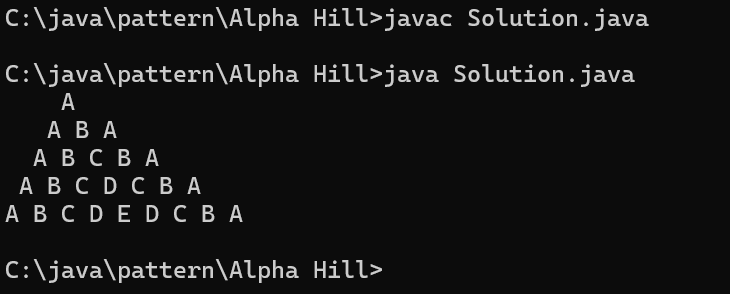 C:\java\pattern\Alpha Hill>javac Solution.java
C:\java\pattern\Alpha Hill>java Solution.java
    A
   A B A
  A B C B A
 A B C D C B A
A B C D E D C B A
C:\java\pattern\Alpha Hill>